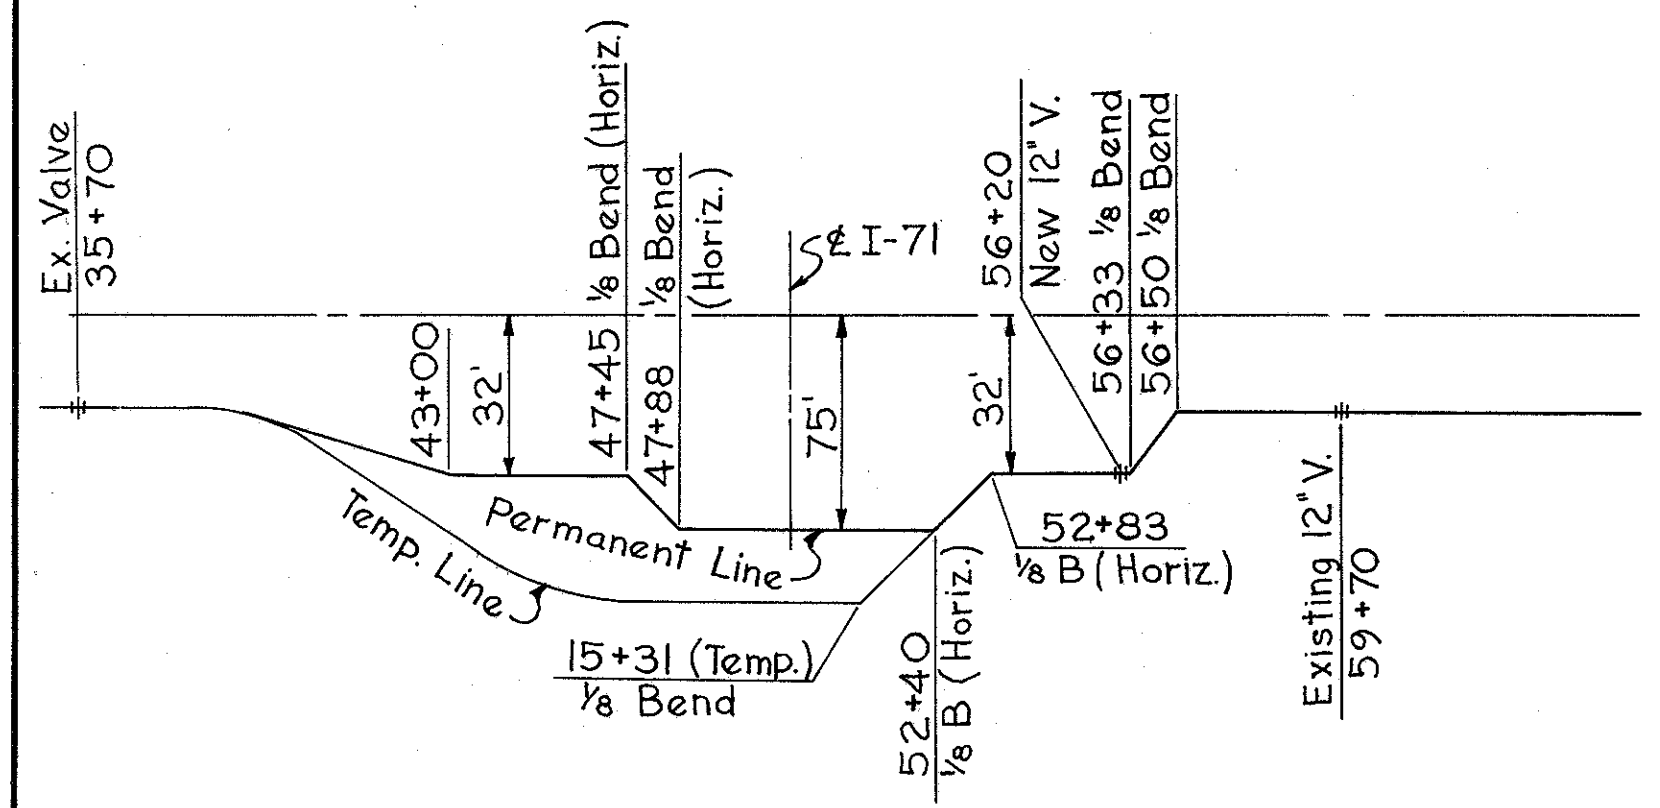 Ex. Valve
35+70
43+00
32'
47+45 ⅛ Bend (Horiz.)
47+88 ⅛ Bend
(Horiz.)
℄ I-71
75'
32'
56+20
New 12" V.
56+33 ⅛ Bend
56+50 ⅛ Bend
Temp. Line
Permanent Line
15+31 (Temp.)
⅛ Bend
52+40
⅛ B (Horiz.)
52+83
⅛ B (Horiz.)
Existing 12" V.
59+70